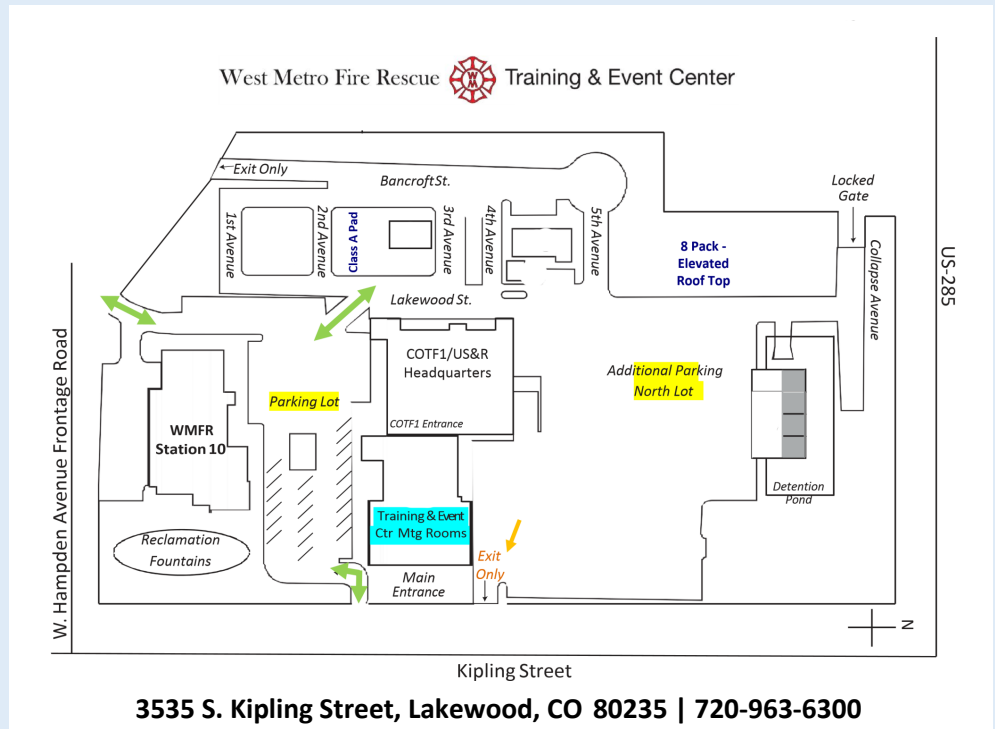 West Metro Fire Rescue
W
M
Training & Event Center
Exit Only
Bancroft St.
Locked
Gate
1st Avenue
2nd Avenue
Class A Pad
3rd Avenue
4th Avenue
5th Avenue
8 Pack -
Elevated
Roof Top
Collapse Avenue
US-285
Lakewood St.
W. Hampden Avenue Frontage Road
COTF1/US&R
Headquarters
Additional Parking
North Lot
Parking Lot
COTF1 Entrance
WMFR
Station 10
Detention
Pond
Training & Event
Ctr Mtg Rooms
Reclamation
Fountains
Exit
Only
Main
Entrance
N
Kipling Street
3535 S. Kipling Street, Lakewood, CO 80235 | 720-963-6300